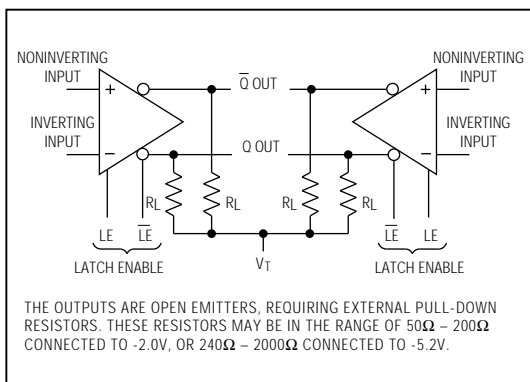 NONINVERTING
INPUT
NONINVERTING
INPUT
Q̅ OUT
+
+
INVERTING
INPUT
INVERTING
INPUT
Q OUT
–
–
RL
RL
RL
RL
LE
L̅E̅
L̅E̅
LE
LATCH ENABLE
VT
LATCH ENABLE
THE OUTPUTS ARE OPEN EMITTERS, REQUIRING EXTERNAL PULL-DOWN
RESISTORS. THESE RESISTORS MAY BE IN THE RANGE OF 50Ω – 200Ω
CONNECTED TO -2.0V, OR 240Ω – 2000Ω CONNECTED TO -5.2V.